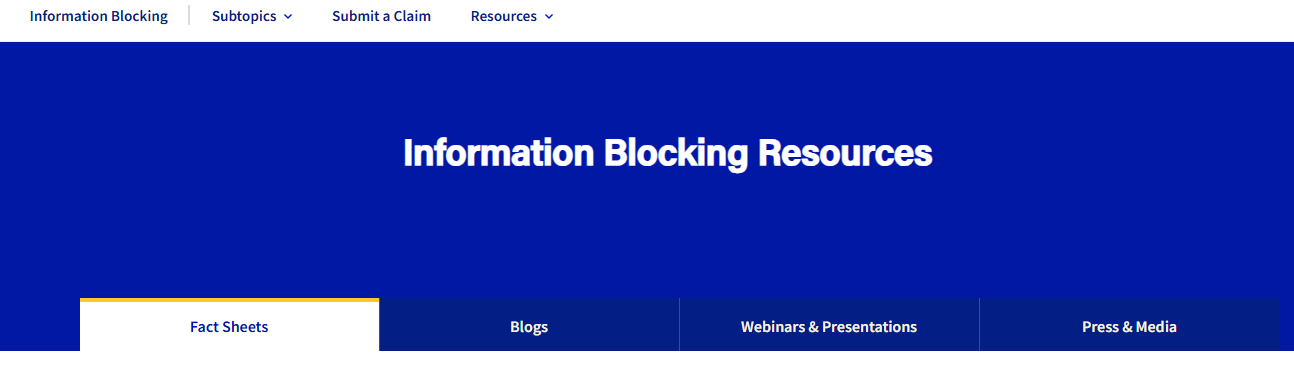 Information Blocking Subtopics Submit a Claim Resources
Information Blocking Resources
Fact Sheets Blogs Webinars & Presentations Press & Media